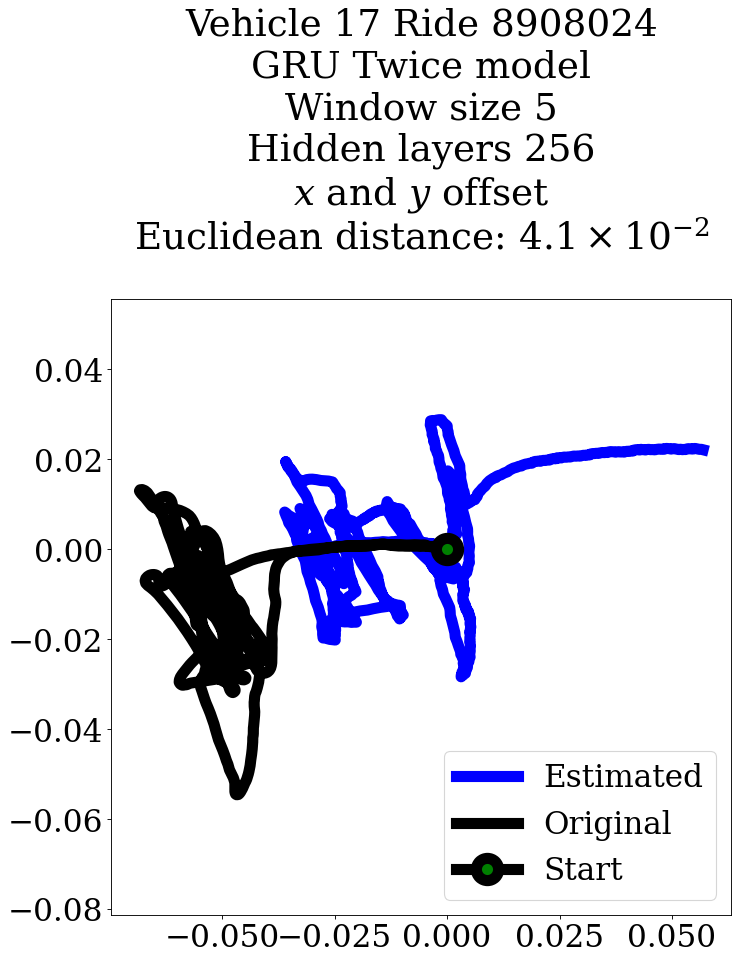 Vehicle 17 Ride 8908024
GRU Twice model
Window size 5
Hidden layers 256
x and y offset
Euclidean distance: 4.1 × 10⁻²
0.04
0.02
0.00
−0.02
−0.04
−0.06
−0.08
Estimated
Original
Start
−0.050 −0.025 0.000 0.025 0.050